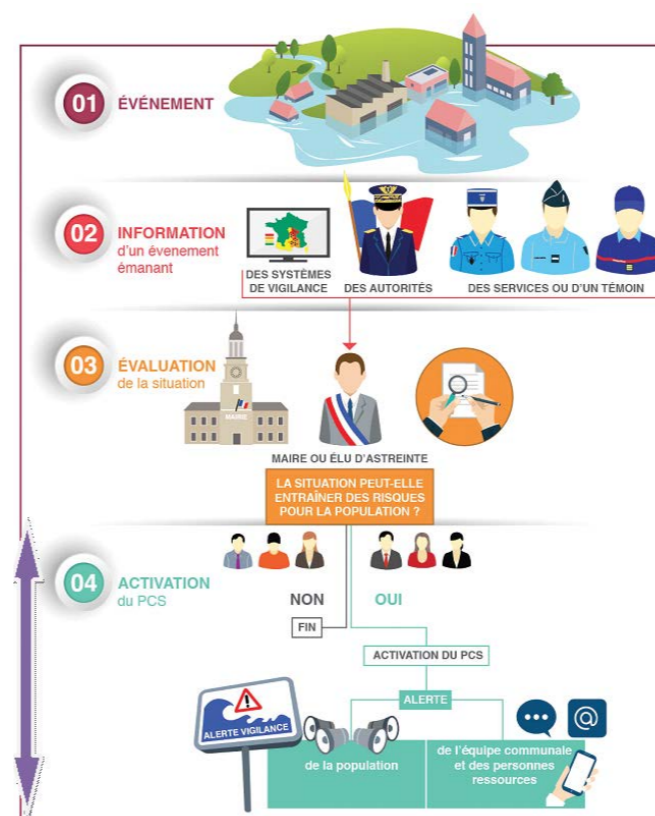 01
ÉVÉNEMENT
02
INFORMATION
d'un évenement
émanant
DES SYSTÈMES
DE VIGILANCE
DES AUTORITÉS
DES SERVICES OU D'UN TÉMOIN
03
ÉVALUATION
de la situation
MAIRIE
MAIRE OU ÉLU D'ASTREINTE
LA SITUATION PEUT-ELLE
ENTRAÎNER DES RISQUES
POUR LA POPULATION ?
04
ACTIVATION
du PCS
NON
OUI
FIN
ACTIVATION DU PCS
ALERTE
ALERTE VIGILANCE
@
de la population
de l'équipe communale
et des personnes
ressources